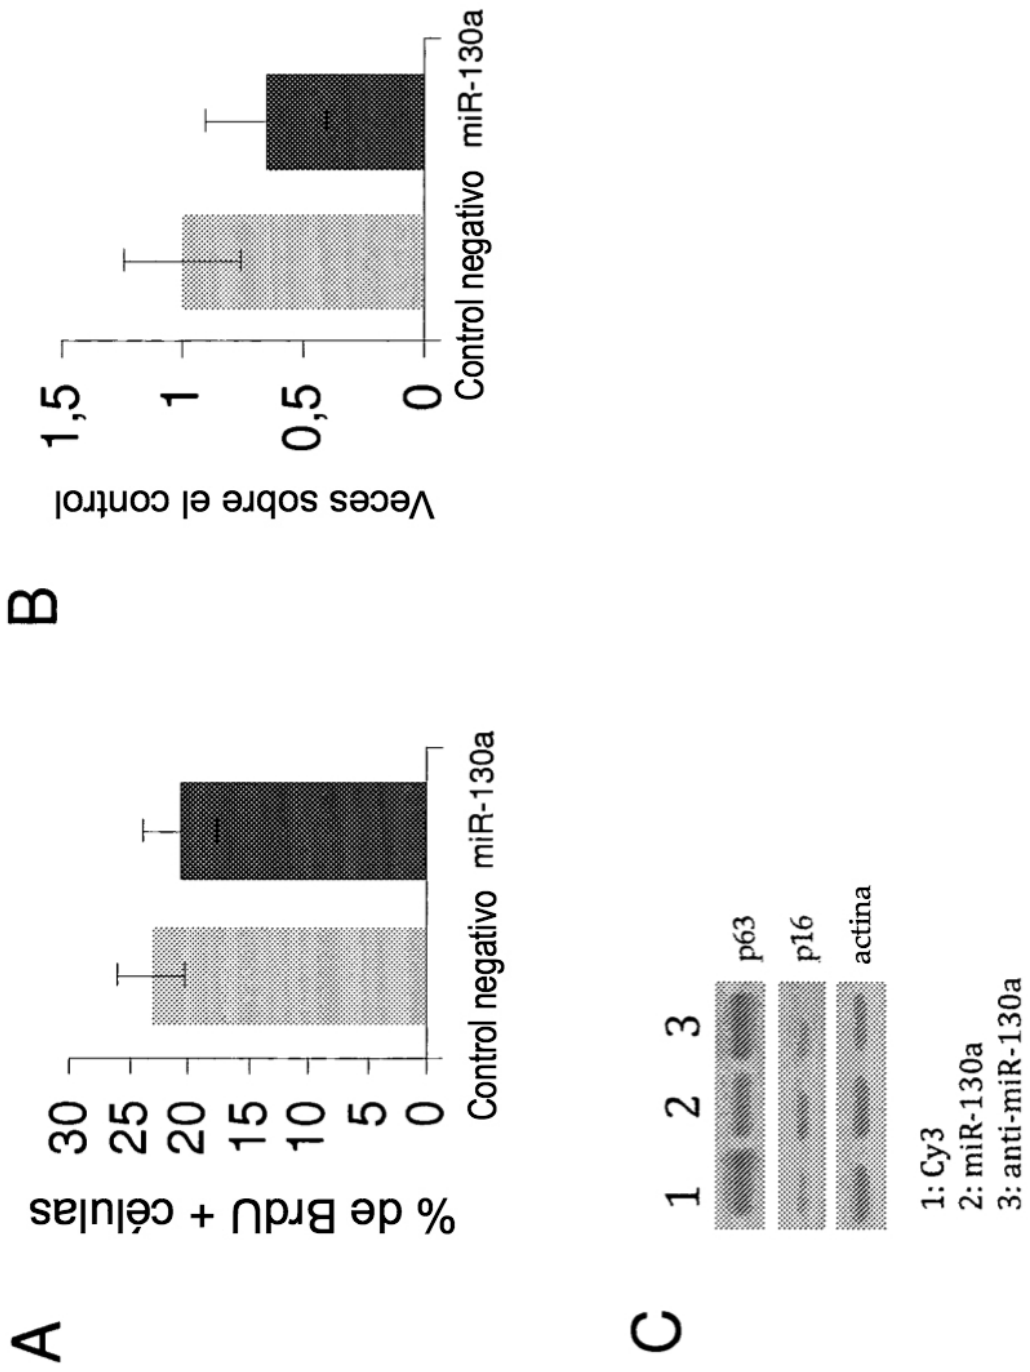 A
% de BrdU + células
30
25
20
15
10
5
0
Control negativo miR-130a
B
Veces sobre el control
1,5
1
0,5
0
Control negativo miR-130a
C
1 2 3
p63
p16
actina
1: Cy3
2: miR-130a
3: anti-miR-130a